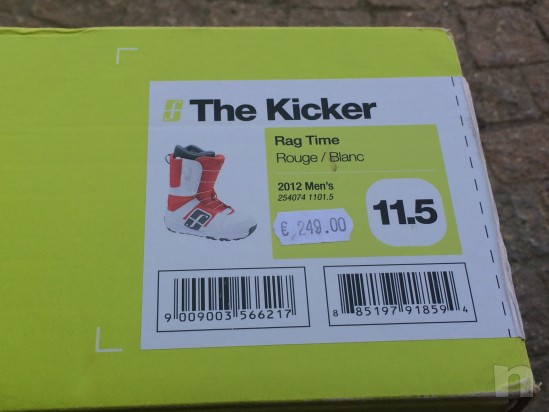 The Kicker
Rag Time
Rouge / Blanc
2012 Men's
254074 1101.5
11.5
€ 249.00
9 009003 566217
8 85197 91859 4
n